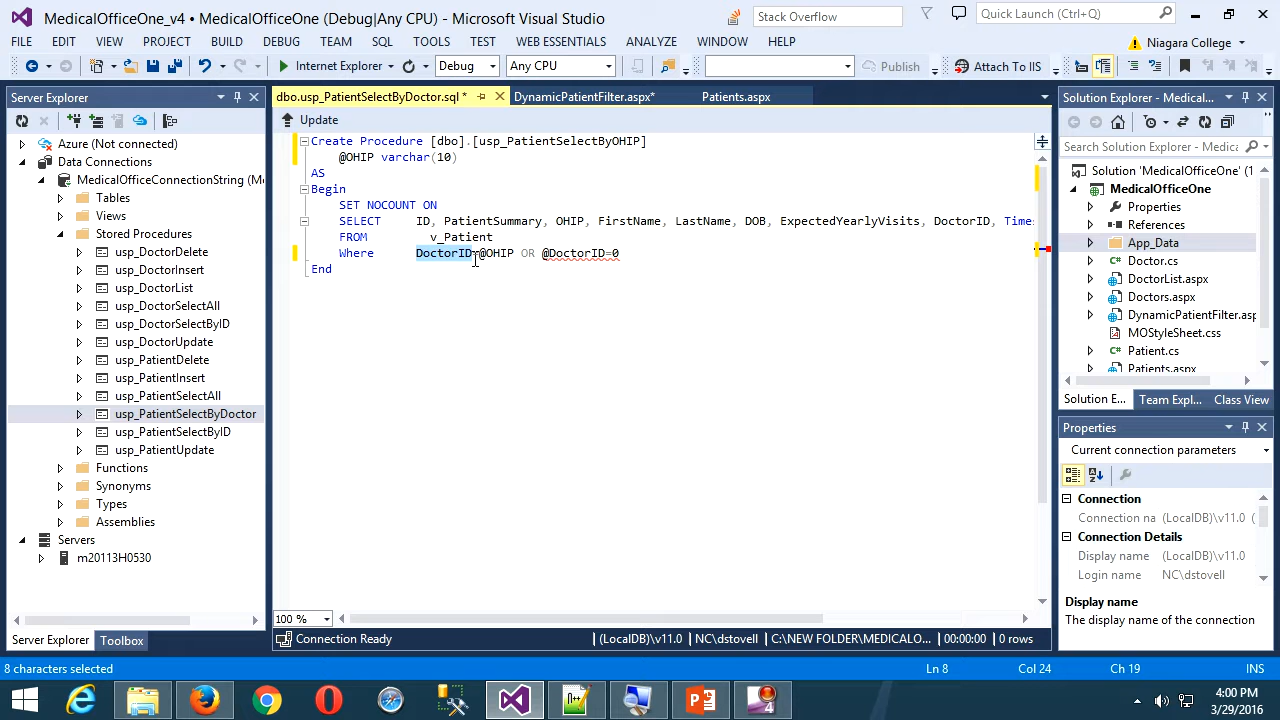 MedicalOfficeOne_v4 • MedicalOfficeOne (Debug|Any CPU) - Microsoft Visual Studio
Stack Overflow
Quick Launch (Ctrl+Q)
FILE EDIT VIEW PROJECT BUILD DEBUG TEAM SQL TOOLS TEST WEB ESSENTIALS ANALYZE WINDOW HELP
Niagara College
Internet Explorer
Debug
Any CPU
Publish
Attach To IIS
Server Explorer
Azure (Not connected)
Data Connections
MedicalOfficeConnectionString (M
Tables
Views
Stored Procedures
usp_DoctorDelete
usp_DoctorInsert
usp_DoctorList
usp_DoctorSelectAll
usp_DoctorSelectByID
usp_DoctorUpdate
usp_PatientDelete
usp_PatientInsert
usp_PatientSelectAll
usp_PatientSelectByDoctor
usp_PatientSelectByID
usp_PatientUpdate
Functions
Synonyms
Types
Assemblies
Servers
m20113H0530
Server Explorer Toolbox
dbo.usp_PatientSelectByDoctor.sql * DynamicPatientFilter.aspx* Patients.aspx
Update
Create Procedure [dbo].[usp_PatientSelectByOHIP]
@OHIP varchar(10)
AS
Begin
SET NOCOUNT ON
SELECT ID, PatientSummary, OHIP, FirstName, LastName, DOB, ExpectedYearlyVisits, DoctorID, Time
FROM v_Patient
Where DoctorID=@OHIP OR @DoctorID=0
End
100 %
Connection Ready
(LocalDB)\v11.0
NC\dstovell
C:\NEW FOLDER\MEDICALO...
00:00:00
0 rows
Solution Explorer - Medical...
Search Solution Explorer (Ctrl+;)
Solution 'MedicalOfficeOne' (1
MedicalOfficeOne
Properties
References
App_Data
Doctor.cs
DoctorList.aspx
Doctors.aspx
DynamicPatientFilter.asp
MOStyleSheet.css
Patient.cs
Patients.aspx
Solution E... Team Expl... Class View
Properties
Current connection parameters
Connection
Connection na (LocalDB)\v11.0 (
Connection Details
Display name (LocalDB)\v11.0
Login name NC\dstovell
Display name
The display name of the connection
8 characters selected
Ln 8
Col 24
Ch 19
INS
4:00 PM
3/29/2016